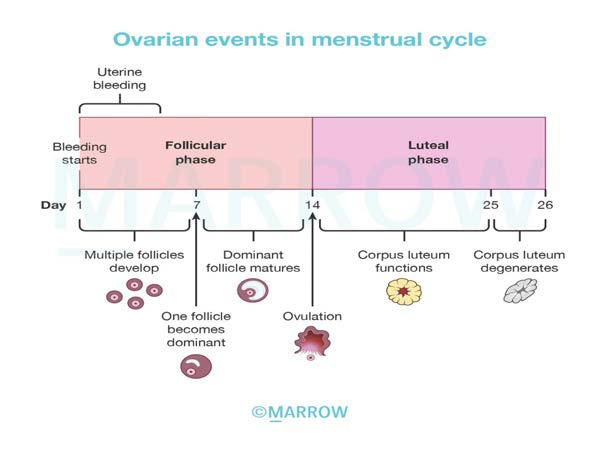 Ovarian events in menstrual cycle
Uterine
bleeding
Bleeding
starts
Follicular
phase
Luteal
phase
MARROW
Day 1 7 14 25 26
Multiple follicles
develop
Dominant
follicle matures
Corpus luteum
functions
Corpus luteum
degenerates
One follicle
becomes
dominant
Ovulation
©MARROW